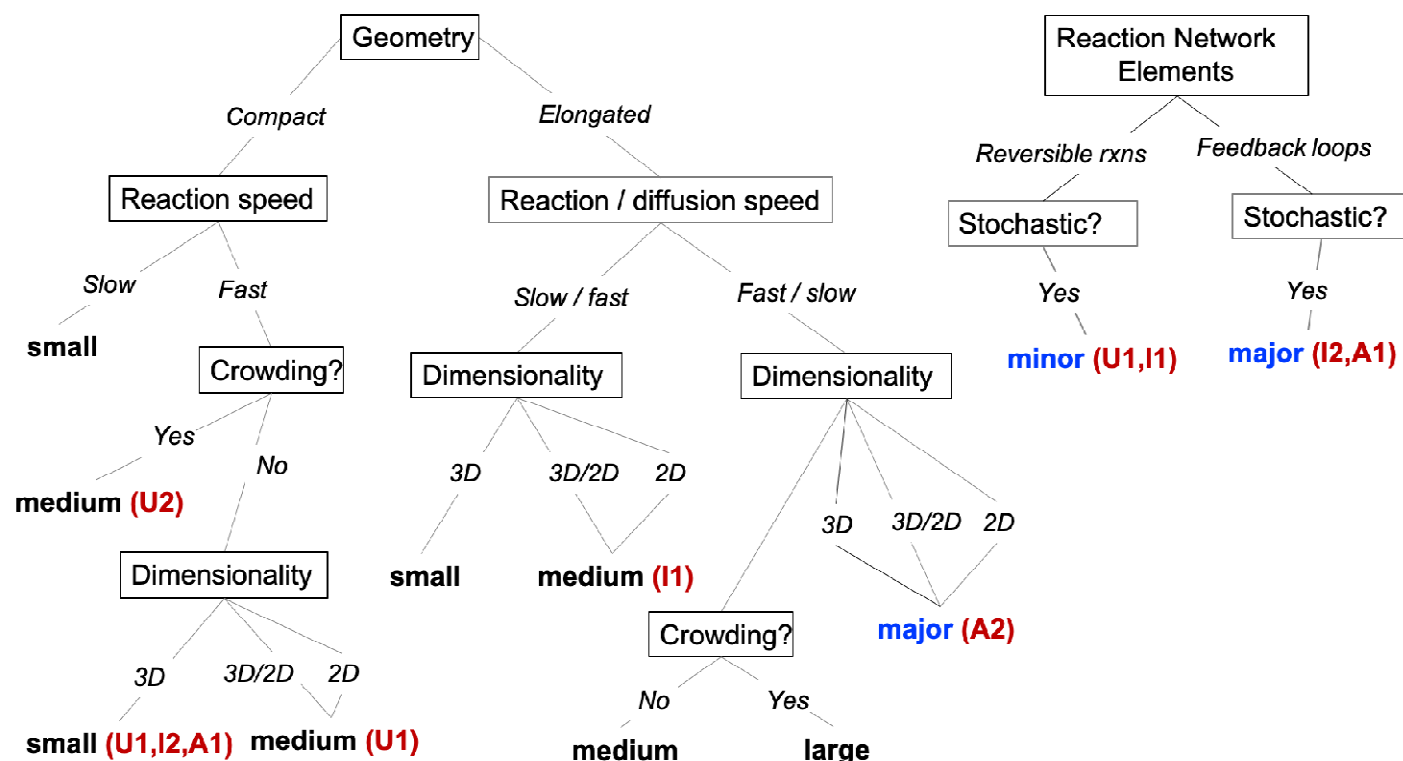 Geometry
Reaction Network
Elements
Compact
Elongated
Reversible rxns
Feedback loops
Reaction speed
Reaction / diffusion speed
Stochastic?
Stochastic?
Slow
Fast
Slow / fast
Fast / slow
Yes
Yes
small
Crowding?
Dimensionality
Dimensionality
minor (U1,I1)
major (I2,A1)
Yes
No
3D
3D/2D
2D
medium (U2)
3D
3D/2D
2D
Dimensionality
small
medium (I1)
Crowding?
major (A2)
3D
3D/2D
2D
No
Yes
small (U1,I2,A1)
medium (U1)
medium
large